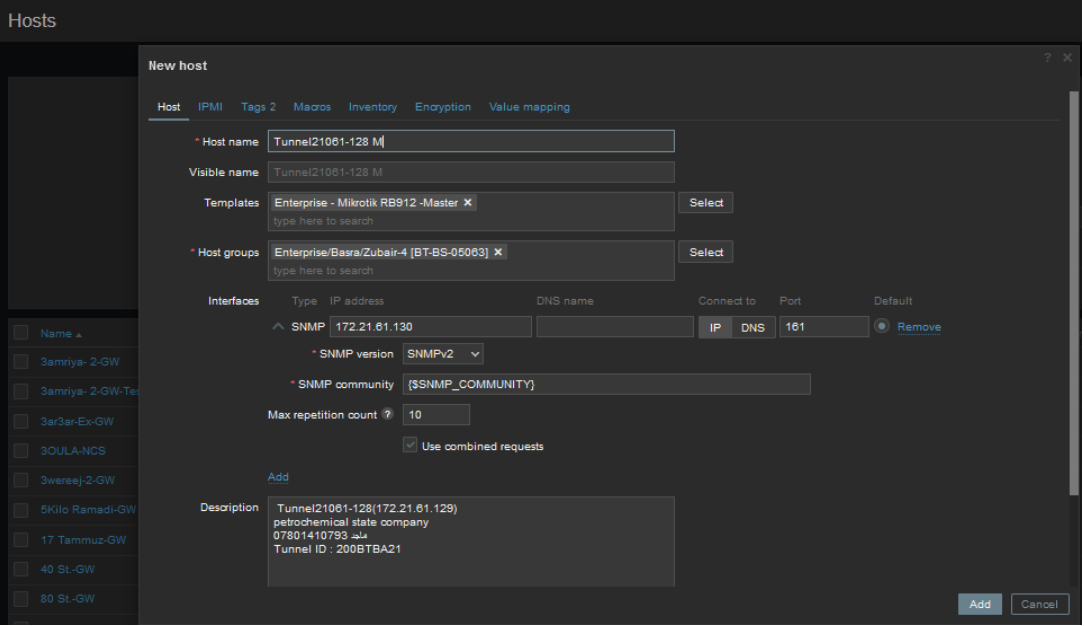 Hosts
New host
? ×
Host IPMI Tags 2 Macros Inventory Encryption Value mapping
* Host name Tunnel21061-128 M
Visible name Tunnel21061-128 M
Templates Enterprise - Mikrotik RB912 -Master × Select
type here to search
* Host groups Enterprise/Basra/Zubair-4 [BT-BS-05063] × Select
type here to search
Interfaces Type IP address DNS name Connect to Port Default
SNMP 172.21.61.130 IP DNS 161 Remove
* SNMP version SNMPv2
* SNMP community {$SNMP_COMMUNITY}
Max repetition count ? 10
Use combined requests
Add
Description Tunnel21061-128(172.21.61.129)
petrochemical state company
07801410793 ماجد
Tunnel ID : 200BTBA21
Add Cancel
Name
3amriya- 2-GW
3amriya- 2-GW-Tes
3ar3ar-Ex-GW
3OULA-NCS
3wereej-2-GW
5Kilo Ramadi-GW
17 Tammuz-GW
40 St.-GW
80 St.-GW